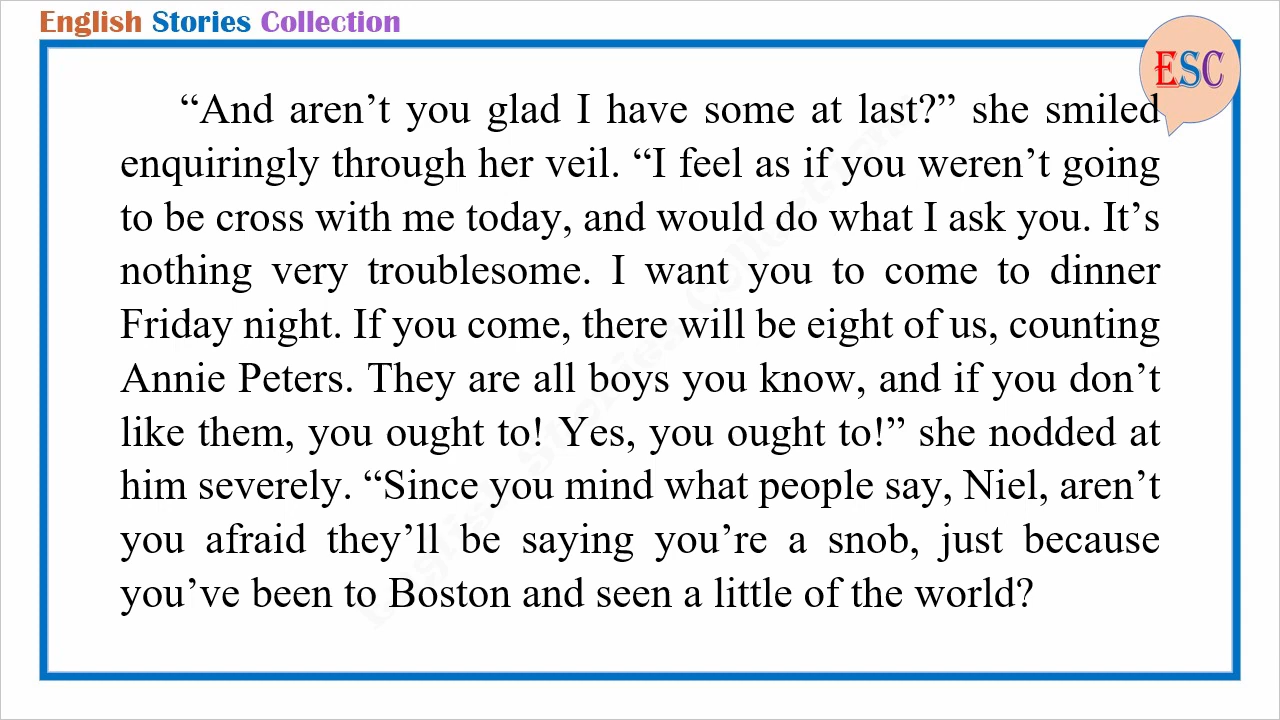 English Stories Collection
ESC
“And aren’t you glad I have some at last?” she smiled
enquiringly through her veil. “I feel as if you weren’t going
to be cross with me today, and would do what I ask you. It’s
nothing very troublesome. I want you to come to dinner
Friday night. If you come, there will be eight of us, counting
Annie Peters. They are all boys you know, and if you don’t
like them, you ought to! Yes, you ought to!” she nodded at
him severely. “Since you mind what people say, Niel, aren’t
you afraid they’ll be saying you’re a snob, just because
you’ve been to Boston and seen a little of the world?